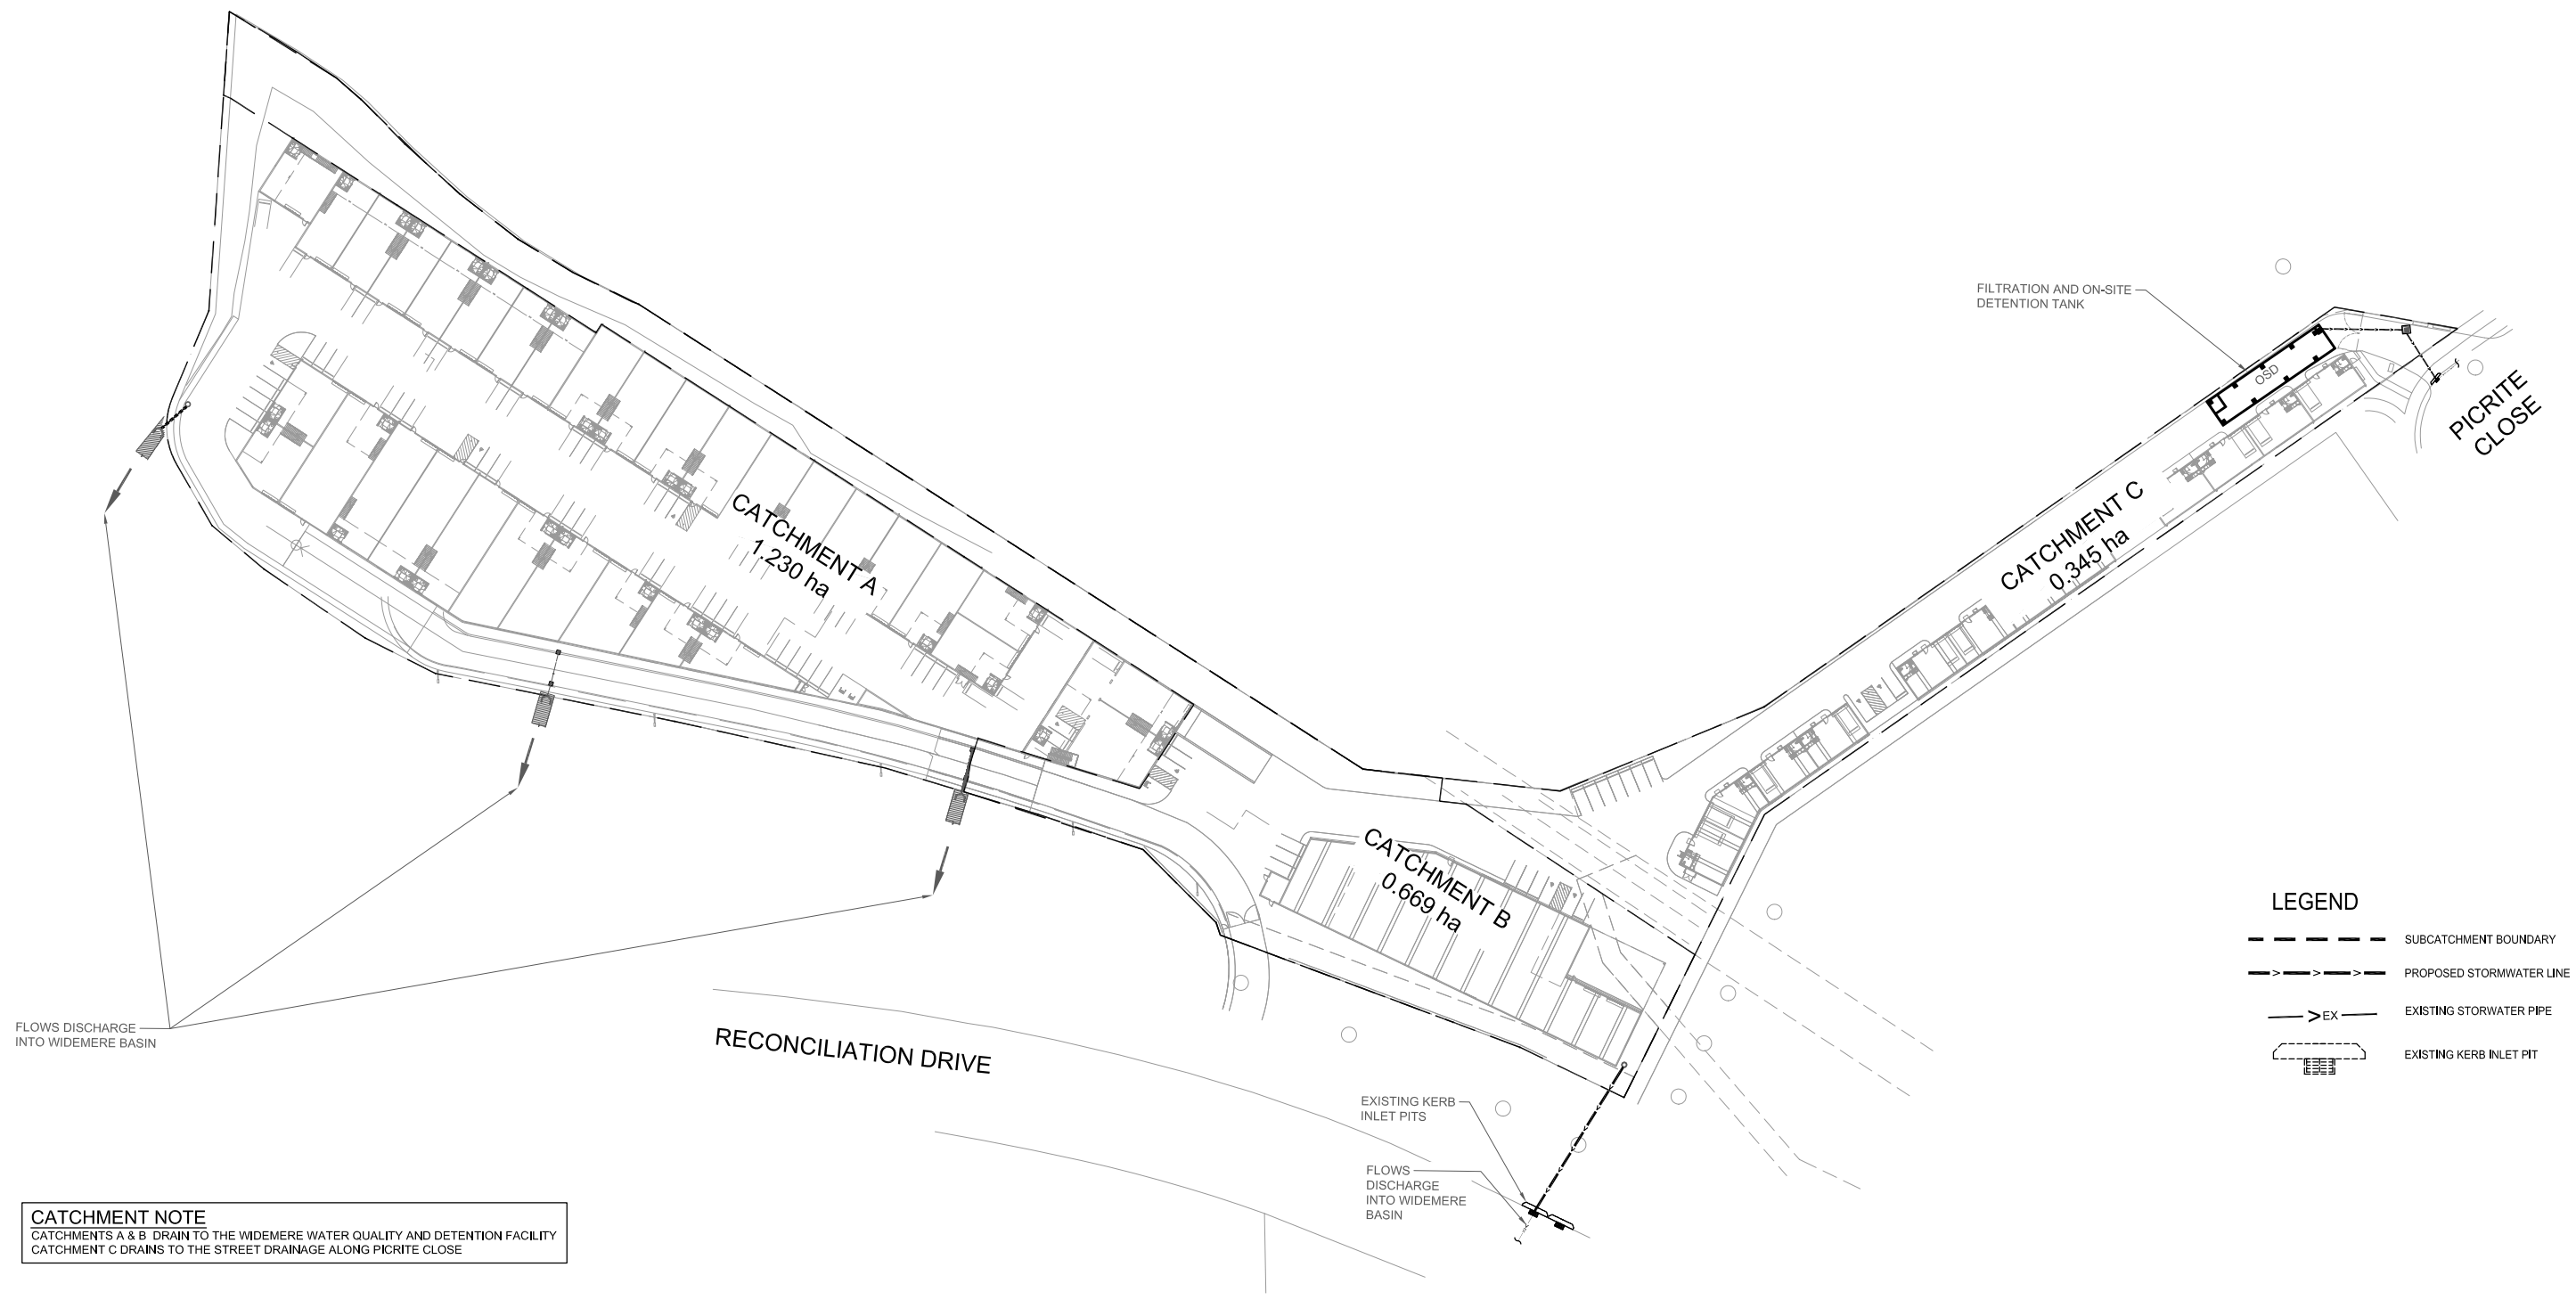 FILTRATION AND ON-SITE
DETENTION TANK
OSD
PICRITE
CLOSE
CATCHMENT A
1.230 ha
CATCHMENT C
0.345 ha
CATCHMENT B
0.669 ha
LEGEND
SUBCATCHMENT BOUNDARY
PROPOSED STORMWATER LINE
EX
EXISTING STORWATER PIPE
EXISTING KERB INLET PIT
FLOWS DISCHARGE
INTO WIDEMERE BASIN
RECONCILIATION DRIVE
EXISTING KERB
INLET PITS
FLOWS
DISCHARGE
INTO WIDEMERE
BASIN
CATCHMENT NOTE
CATCHMENTS A & B DRAIN TO THE WIDEMERE WATER QUALITY AND DETENTION FACILITY
CATCHMENT C DRAINS TO THE STREET DRAINAGE ALONG PICRITE CLOSE